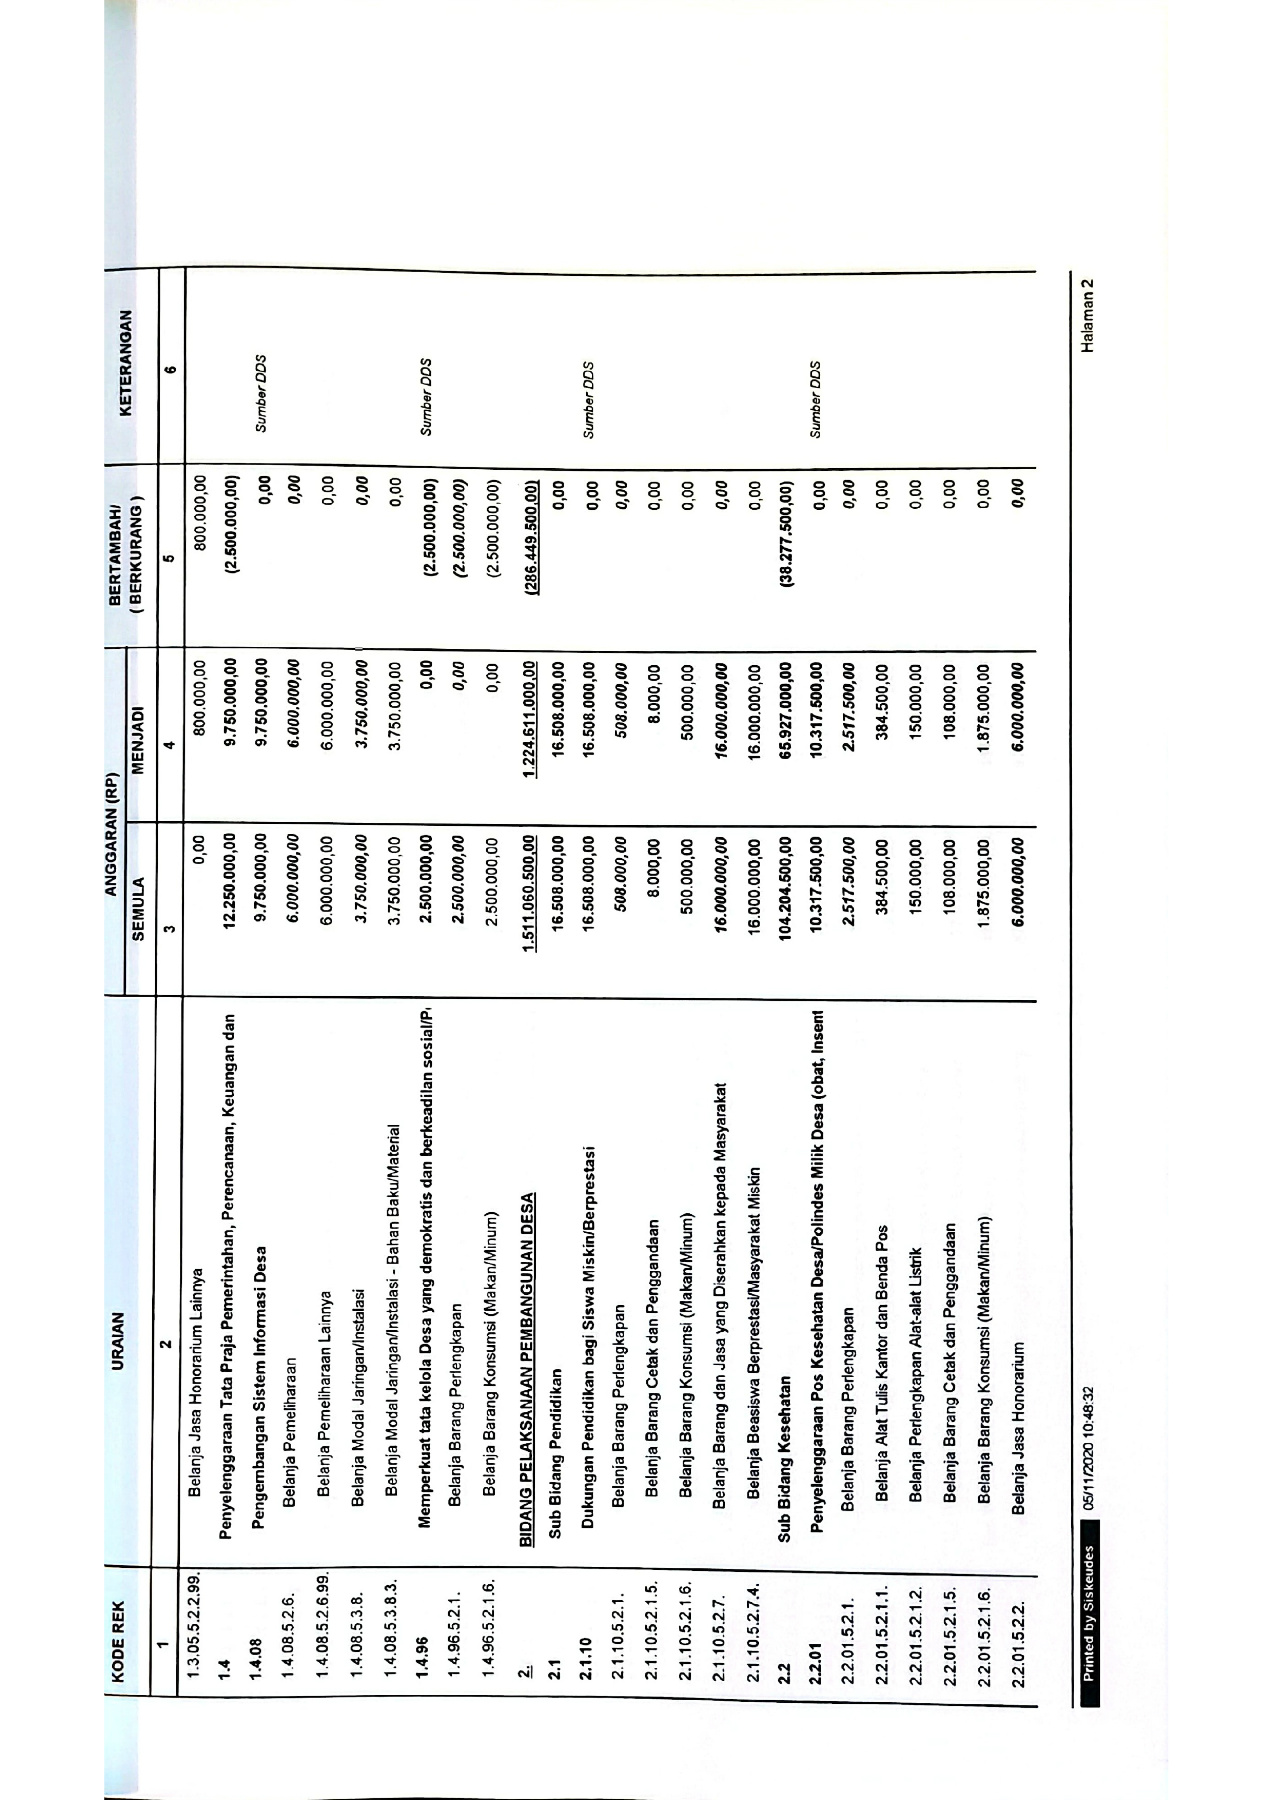 KODE REK URAIAN ANGGARAN (RP) BERTAMBAH/ ( BERKURANG ) KETERANGAN
SEMULA MENJADI
1 2 3 4 5 6
1.3.05.5.2.2.99. Belanja Jasa Honorarium Lainnya 0,00 800.000,00 800.000,00
1.4 Penyelenggaraan Tata Praja Pemerintahan, Perencanaan, Keuangan dan 12.250.000,00 9.750.000,00 (2.500.000,00)
1.4.08 Pengembangan Sistem Informasi Desa 9.750.000,00 9.750.000,00 0,00 Sumber DDS
1.4.08.5.2.6. Belanja Pemeliharaan 6.000.000,00 6.000.000,00 0,00
1.4.08.5.2.6.99. Belanja Pemeliharaan Lainnya 6.000.000,00 6.000.000,00 0,00
1.4.08.5.3.8. Belanja Modal Jaringan/Instalasi 3.750.000,00 3.750.000,00 0,00
1.4.08.5.3.8.3. Belanja Modal Jaringan/Instalasi - Bahan Baku/Material 3.750.000,00 3.750.000,00 0,00
1.4.96 Memperkuat tata kelola Desa yang demokratis dan berkeadilan sosial/P 2.500.000,00 0,00 (2.500.000,00) Sumber DDS
1.4.96.5.2.1. Belanja Barang Perlengkapan 2.500.000,00 0,00 (2.500.000,00)
1.4.96.5.2.1.6. Belanja Barang Konsumsi (Makan/Minum) 2.500.000,00 0,00 (2.500.000,00)
2. BIDANG PELAKSANAAN PEMBANGUNAN DESA 1.511.060.500,00 1.224.611.000,00 (286.449.500,00)
2.1 Sub Bidang Pendidikan 16.508.000,00 16.508.000,00 0,00
2.1.10 Dukungan Pendidikan bagi Siswa Miskin/Berprestasi 16.508.000,00 16.508.000,00 0,00 Sumber DDS
2.1.10.5.2.1. Belanja Barang Perlengkapan 508.000,00 508.000,00 0,00
2.1.10.5.2.1.5. Belanja Barang Cetak dan Penggandaan 8.000,00 8.000,00 0,00
2.1.10.5.2.1.6. Belanja Barang Konsumsi (Makan/Minum) 500.000,00 500.000,00 0,00
2.1.10.5.2.7. Belanja Barang dan Jasa yang Diserahkan kepada Masyarakat 16.000.000,00 16.000.000,00 0,00
2.1.10.5.2.7.4. Belanja Beasiswa Berprestasi/Masyarakat Miskin 16.000.000,00 16.000.000,00 0,00
2.2 Sub Bidang Kesehatan 104.204.500,00 65.927.000,00 (38.277.500,00)
2.2.01 Penyelenggaraan Pos Kesehatan Desa/Polindes Milik Desa (obat, Insent 10.317.500,00 10.317.500,00 0,00 Sumber DDS
2.2.01.5.2.1. Belanja Barang Perlengkapan 2.517.500,00 2.517.500,00 0,00
2.2.01.5.2.1.1. Belanja Alat Tulis Kantor dan Benda Pos 384.500,00 384.500,00 0,00
2.2.01.5.2.1.2. Belanja Perlengkapan Alat-alat Listrik 150.000,00 150.000,00 0,00
2.2.01.5.2.1.5. Belanja Barang Cetak dan Penggandaan 108.000,00 108.000,00 0,00
2.2.01.5.2.1.6. Belanja Barang Konsumsi (Makan/Minum) 1.875.000,00 1.875.000,00 0,00
2.2.01.5.2.2. Belanja Jasa Honorarium 6.000.000,00 6.000.000,00 0,00
Printed by Siskeudes 05/11/2020 10:48:32 Halaman 2